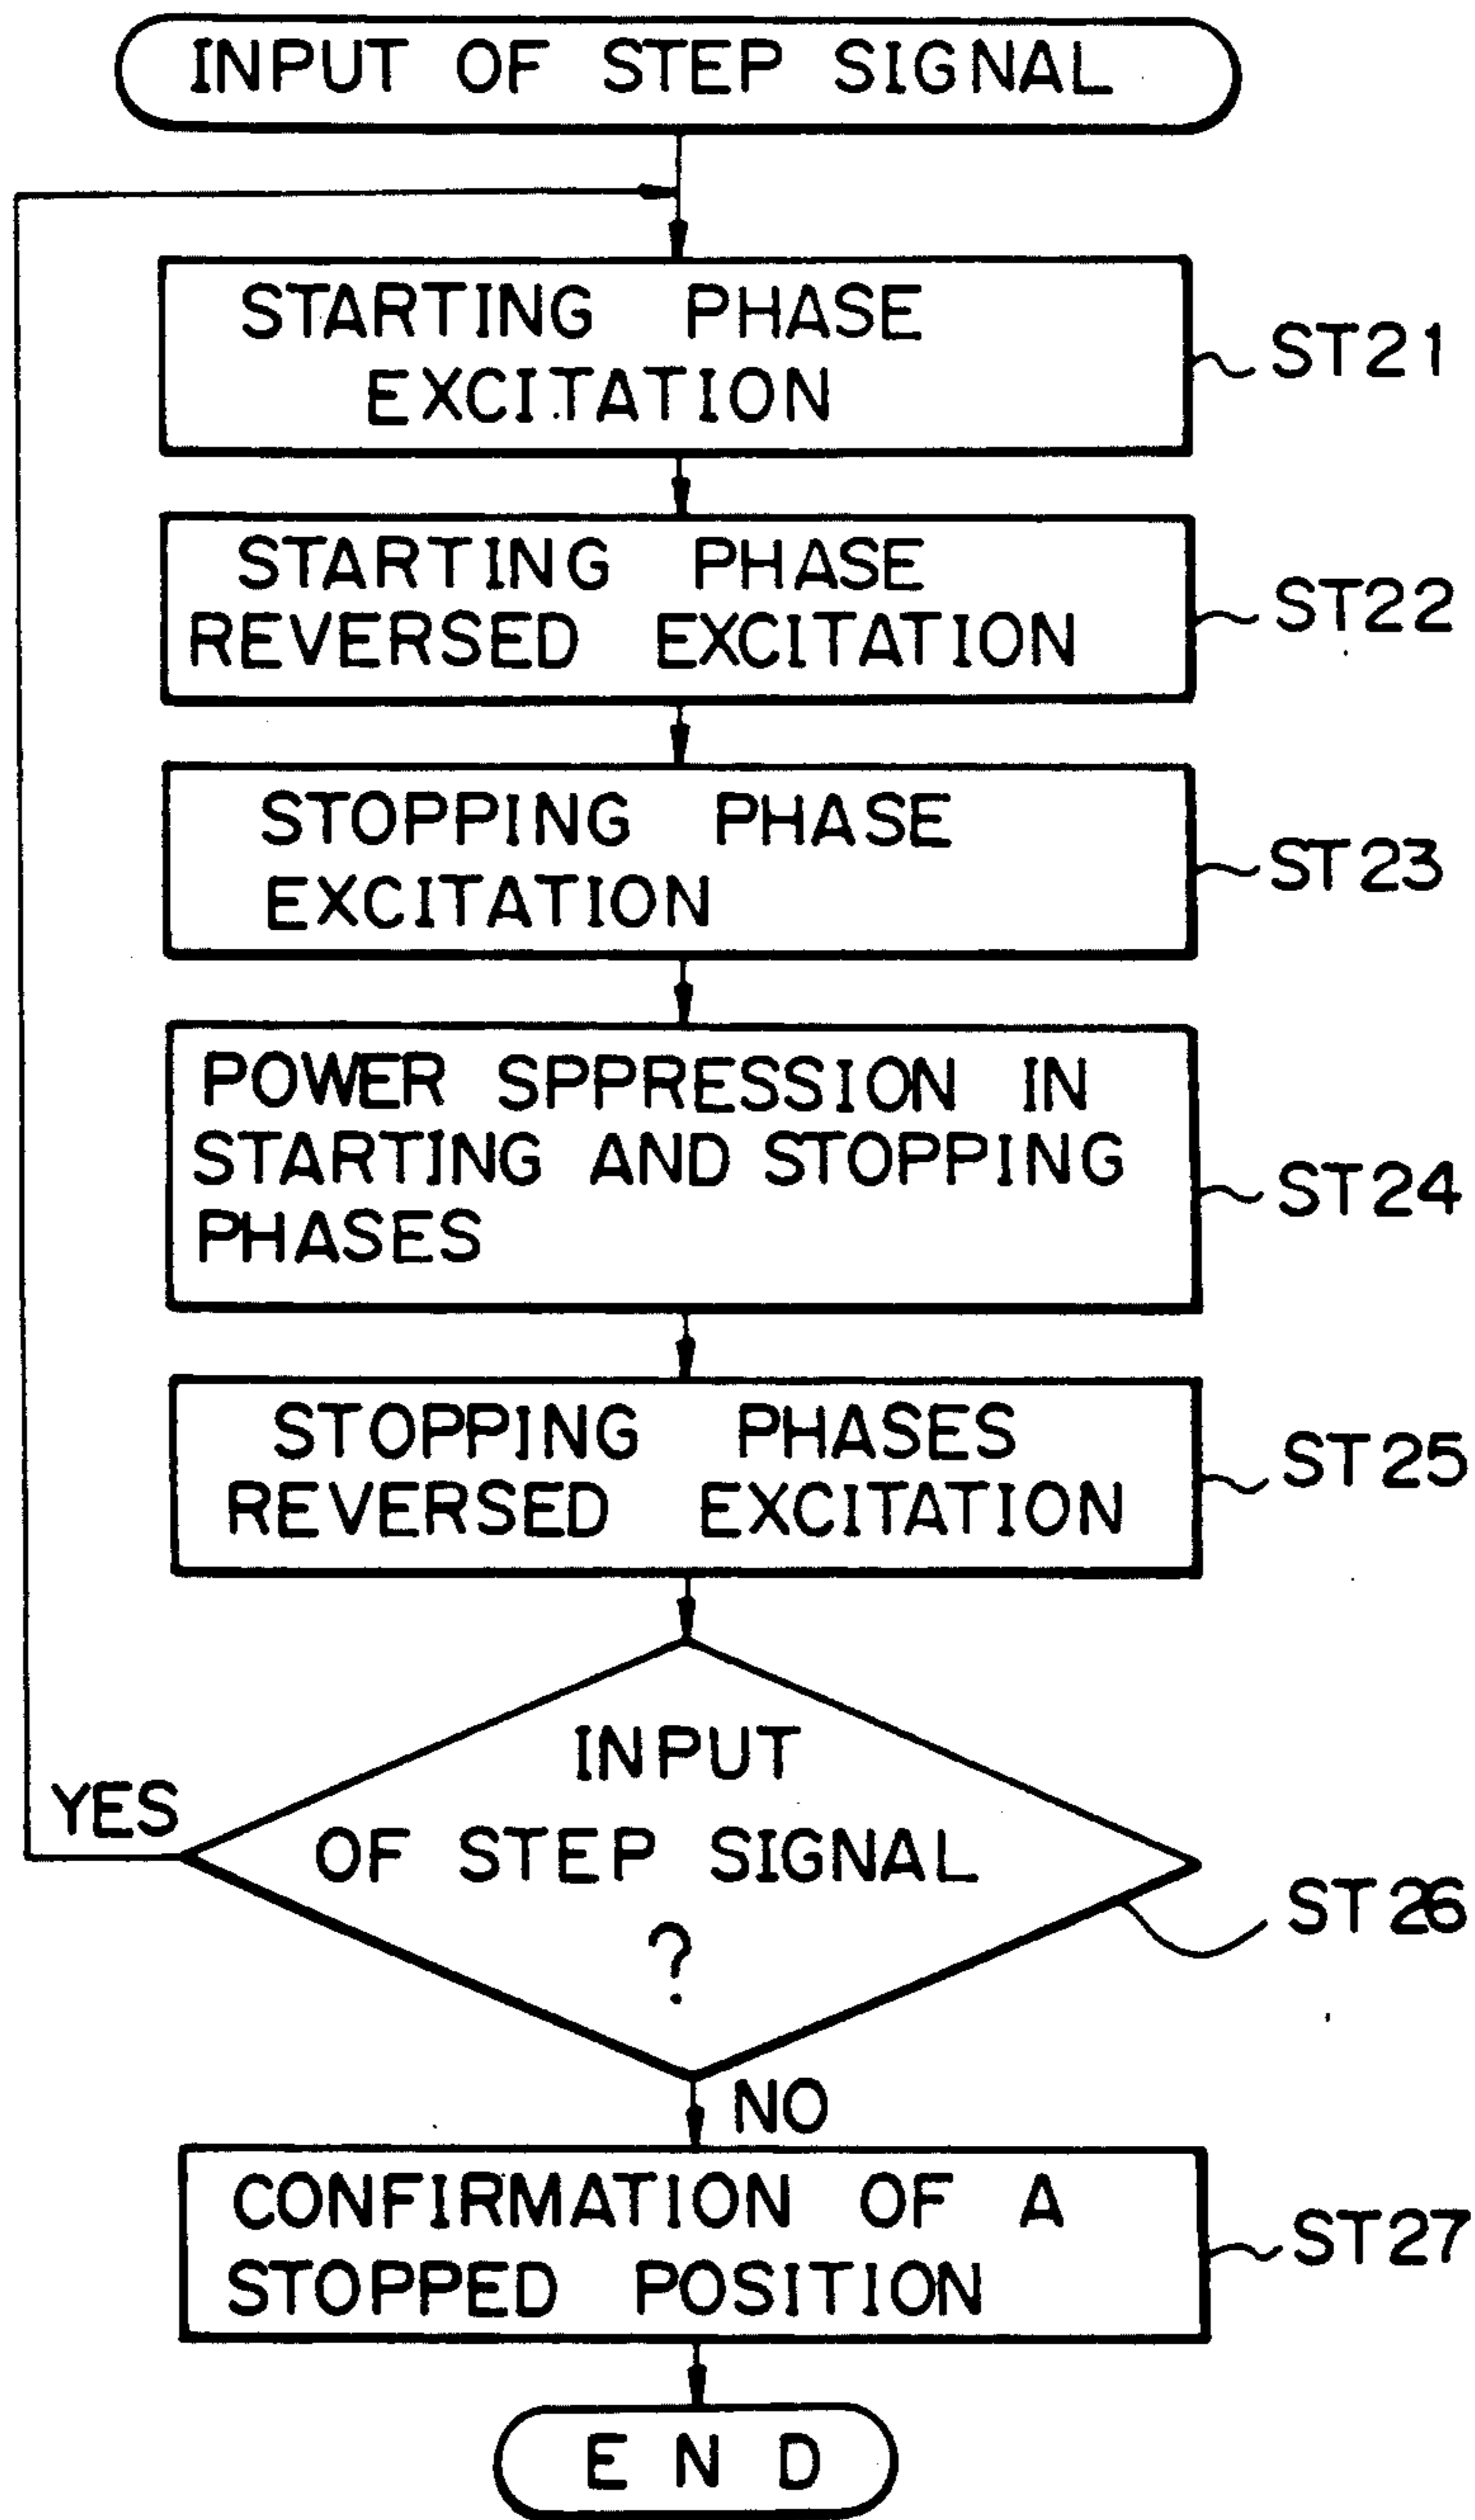 INPUT OF STEP SIGNAL
STARTING PHASE
EXCITATION
ST21
STARTING PHASE
REVERSED EXCITATION
ST22
STOPPING PHASE
EXCITATION
ST23
POWER SPPRESSION IN
STARTING AND STOPPING
PHASES
ST24
STOPPING PHASES
REVERSED EXCITATION
ST25
INPUT
OF STEP SIGNAL
?
YES
ST26
NO
CONFIRMATION OF A
STOPPED POSITION
ST27
END